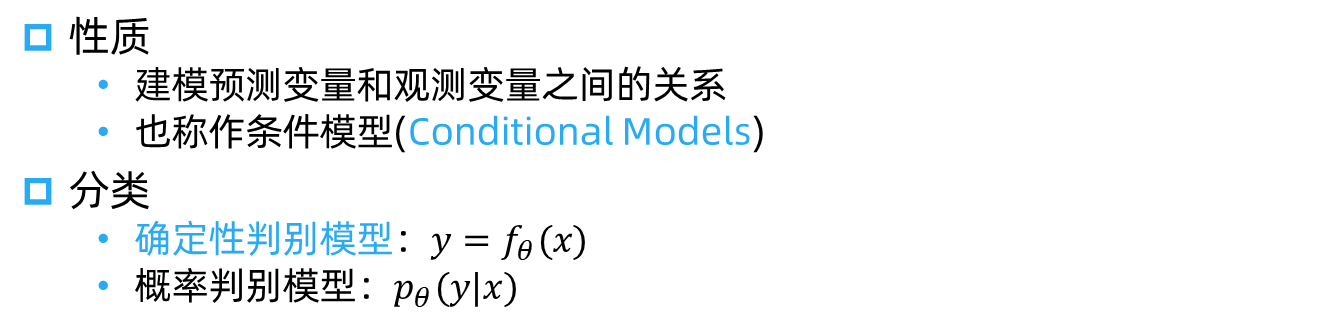 性质
• 建模预测变量和观测变量之间的关系
• 也称作条件模型(Conditional Models)
分类
• 确定性判别模型：y = f_θ(x)
• 概率判别模型：p_θ(y|x)